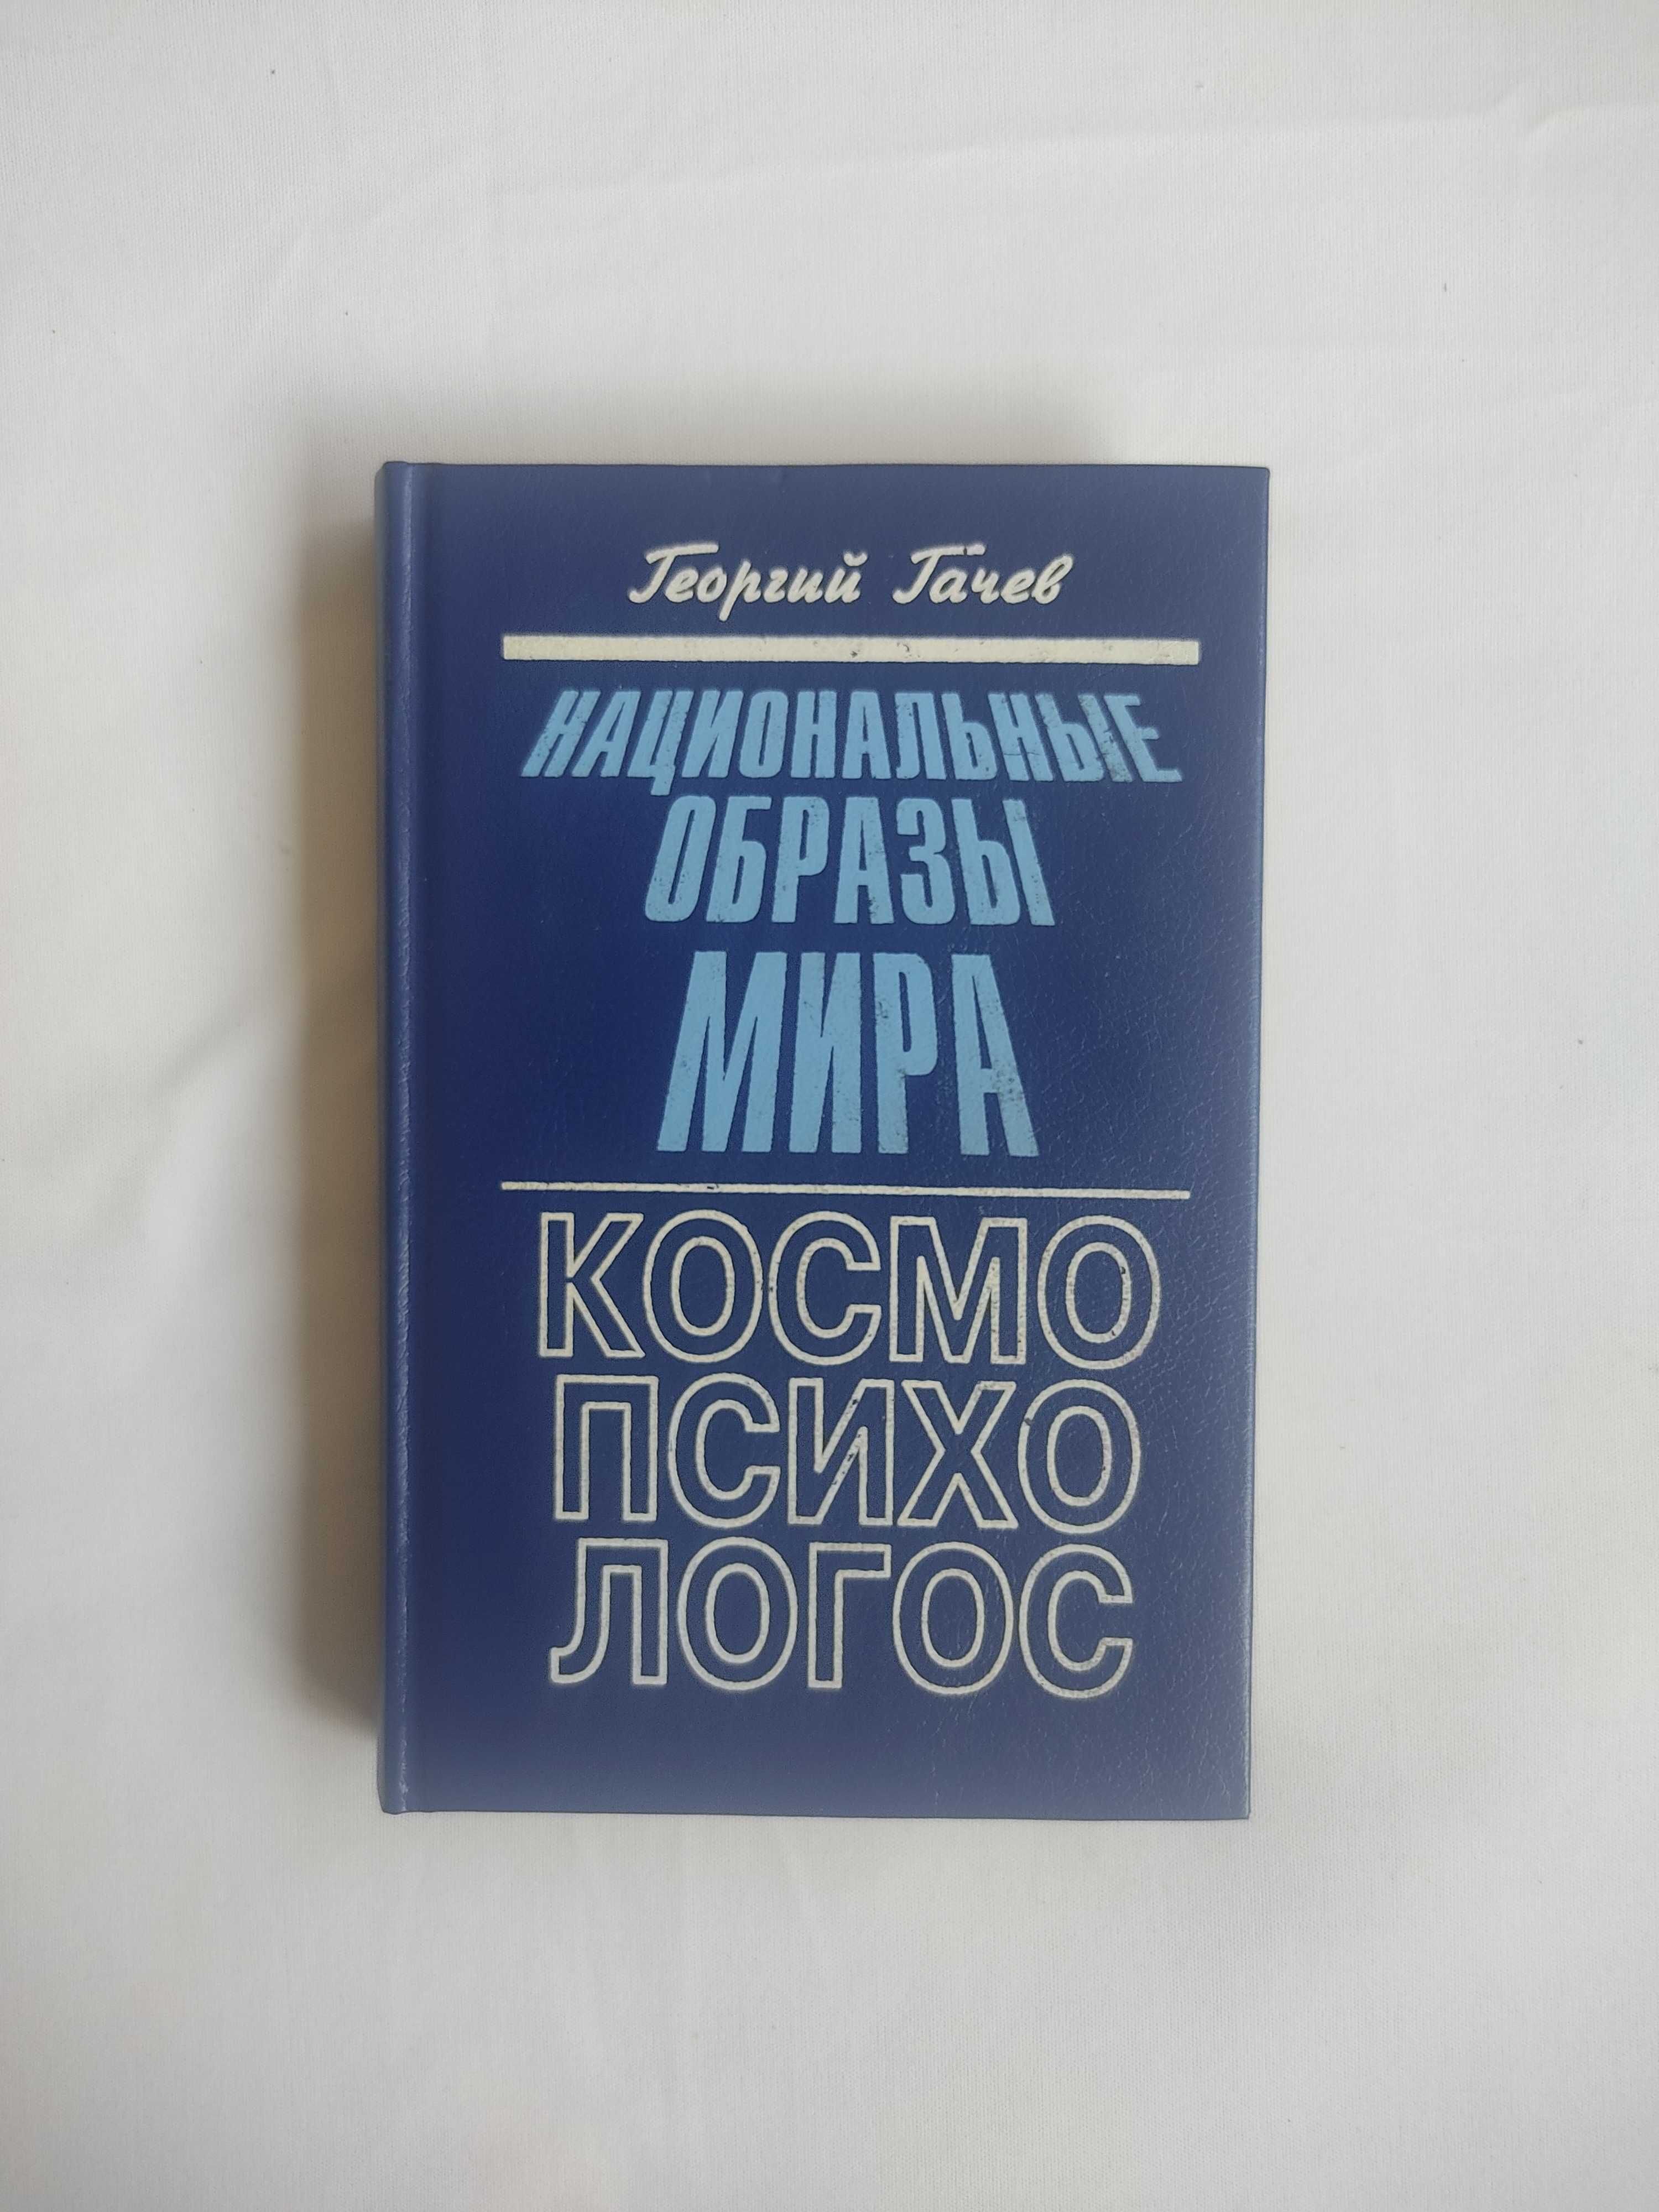 Георгий Гачев
НАЦИОНАЛЬНЫЕ
ОБРАЗЫ
МИРА
КОСМО
ПСИХО
ЛОГОС